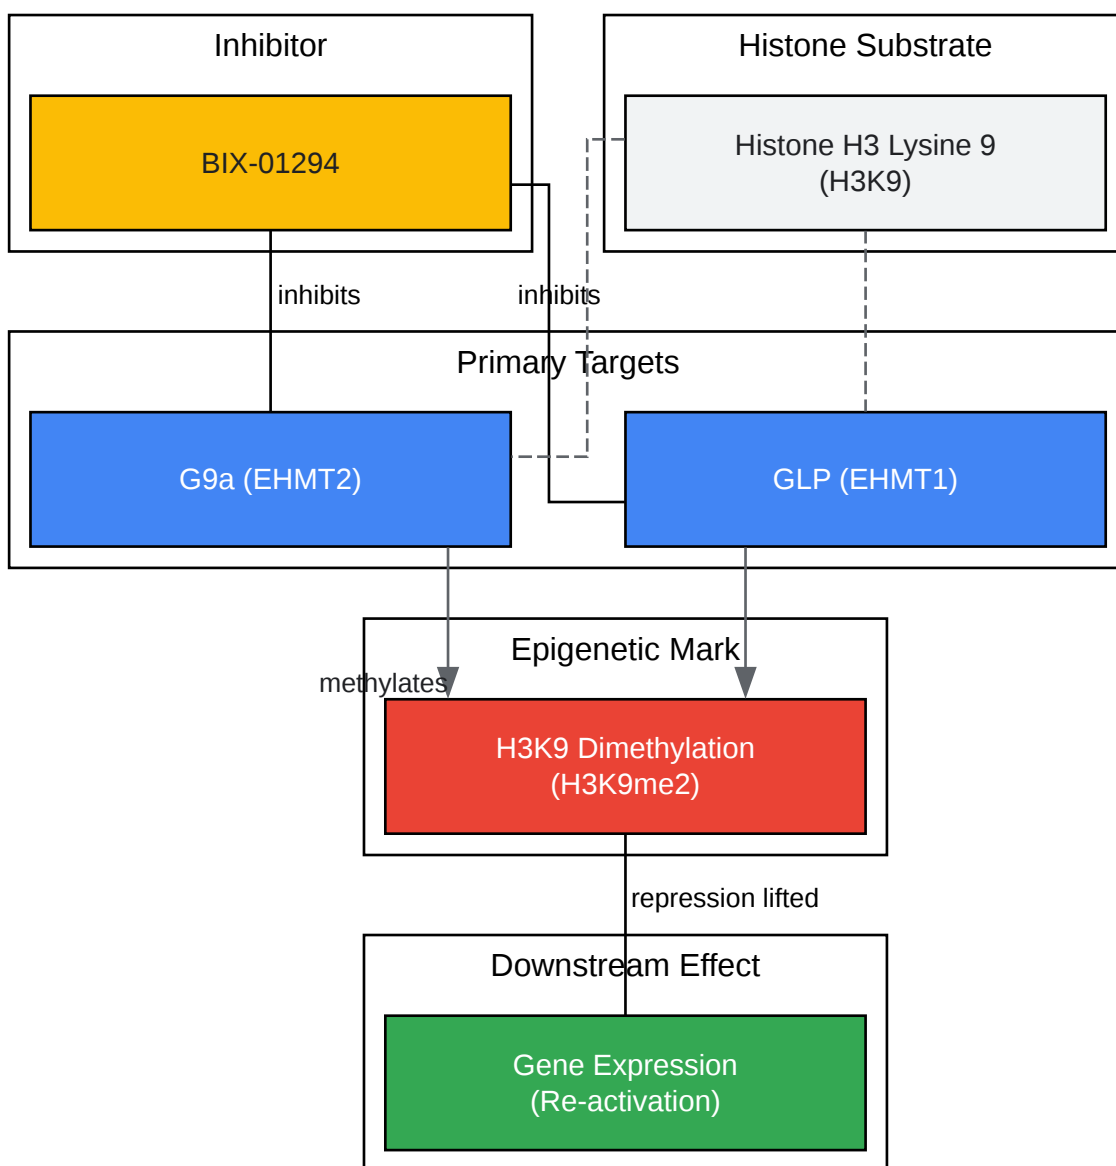 Inhibitor
Histone Substrate
BIX-01294
Histone H3 Lysine 9
(H3K9)
inhibits
inhibits
Primary Targets
G9a (EHMT2)
GLP (EHMT1)
Epigenetic Mark
methylates
H3K9 Dimethylation
(H3K9me2)
repression lifted
Downstream Effect
Gene Expression
(Re-activation)